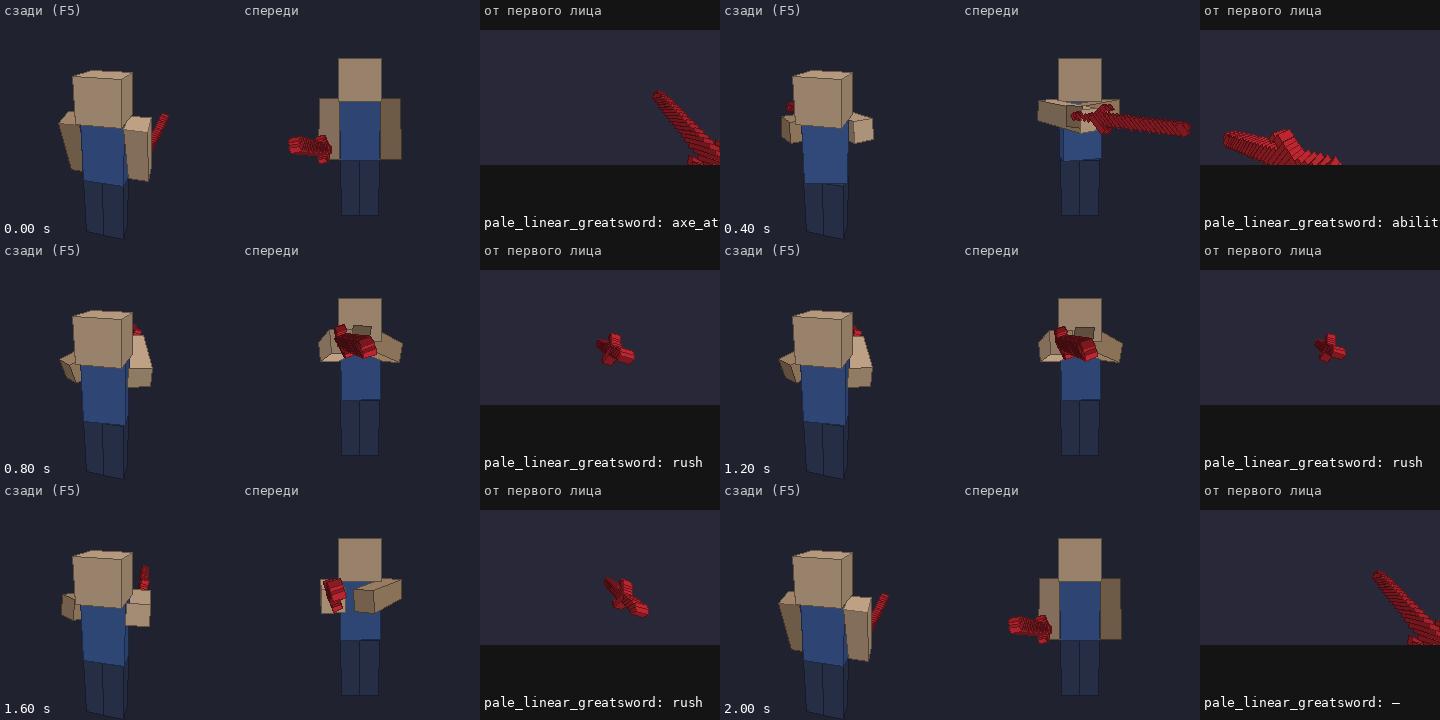 сзади (F5) спереди от первого лица сзади (F5) спереди от первого лица
0.00 s pale_linear_greatsword: axe_at 0.40 s pale_linear_greatsword: abilit
сзади (F5) спереди от первого лица сзади (F5) спереди от первого лица
0.80 s pale_linear_greatsword: rush 1.20 s pale_linear_greatsword: rush
сзади (F5) спереди от первого лица сзади (F5) спереди от первого лица
1.60 s pale_linear_greatsword: rush 2.00 s pale_linear_greatsword: —